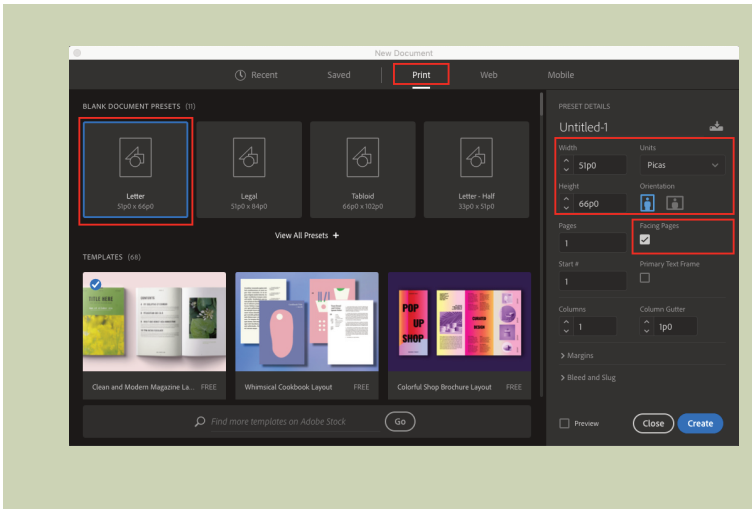 New Document
Recent Saved Print Web Mobile
BLANK DOCUMENT PRESETS (11)
Letter
51p0 x 66p0
Legal
51p0 x 84p0
Tabloid
66p0 x 102p0
Letter - Half
33p0 x 51p0
View All Presets +
TEMPLATES (68)
TITLE HERE
POP
UP
SHOP
Clean and Modern Magazine La... FREE
Whimsical Cookbook Layout FREE
Colorful Shop Brochure Layout FREE
Find more templates on Adobe Stock Go
PRESET DETAILS
Untitled-1
Width Units
51p0 Picas
Height Orientation
66p0
Pages Facing Pages
1
Start # Primary Text Frame
1
Columns Column Gutter
1 1p0
> Margins
> Bleed and Slug
Preview Close Create